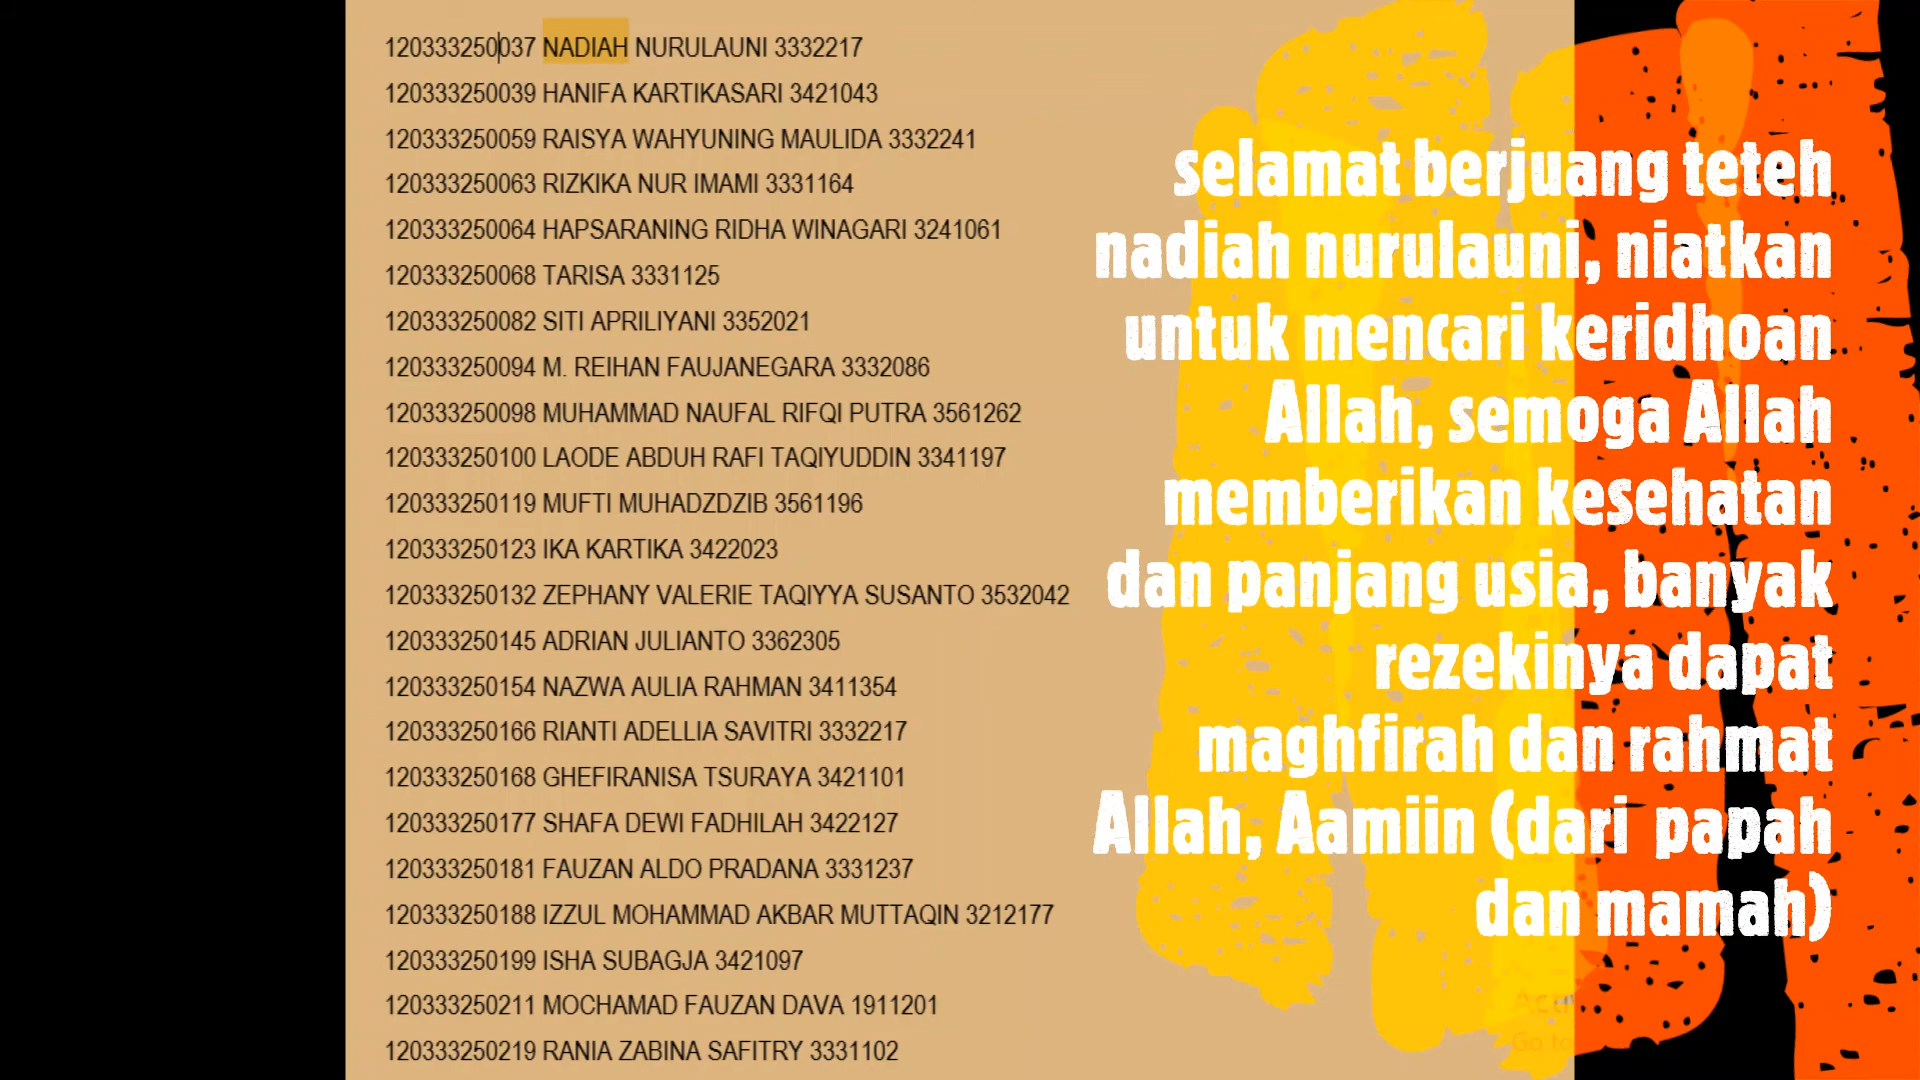 120333250037 NADIAH NURULAUNI 3332217
120333250039 HANIFA KARTIKASARI 3421043
120333250059 RAISYA WAHYUNING MAULIDA 3332241
120333250063 RIZKIKA NUR IMAMI 3331164
120333250064 HAPSARANING RIDHA WINAGARI 3241061
120333250068 TARISA 3331125
120333250082 SITI APRILIYANI 3352021
120333250094 M. REIHAN FAUJANEGARA 3332086
120333250098 MUHAMMAD NAUFAL RIFQI PUTRA 3561262
120333250100 LAODE ABDUH RAFI TAQIYUDDIN 3341197
120333250119 MUFTI MUHADZDZIB 3561196
120333250123 IKA KARTIKA 3422023
120333250132 ZEPHANY VALERIE TAQIYYA SUSANTO 3532042
120333250145 ADRIAN JULIANTO 3362305
120333250154 NAZWA AULIA RAHMAN 3411354
120333250166 RIANTI ADELLIA SAVITRI 3332217
120333250168 GHEFIRANISA TSURAYA 3421101
120333250177 SHAFA DEWI FADHILAH 3422127
120333250181 FAUZAN ALDO PRADANA 3331237
120333250188 IZZUL MOHAMMAD AKBAR MUTTAQIN 3212177
120333250199 ISHA SUBAGJA 3421097
120333250211 MOCHAMAD FAUZAN DAVA 1911201
120333250219 RANIA ZABINA SAFITRY 3331102
selamat berjuang teteh
nadiah nurulauni, niatkan
untuk mencari keridhoan
Allah, semoga Allah
memberikan kesehatan
dan panjang usia, banyak
rezekinya dapat
maghfirah dan rahmat
Allah, Aamiin (dari papah
dan mamah)
Go to